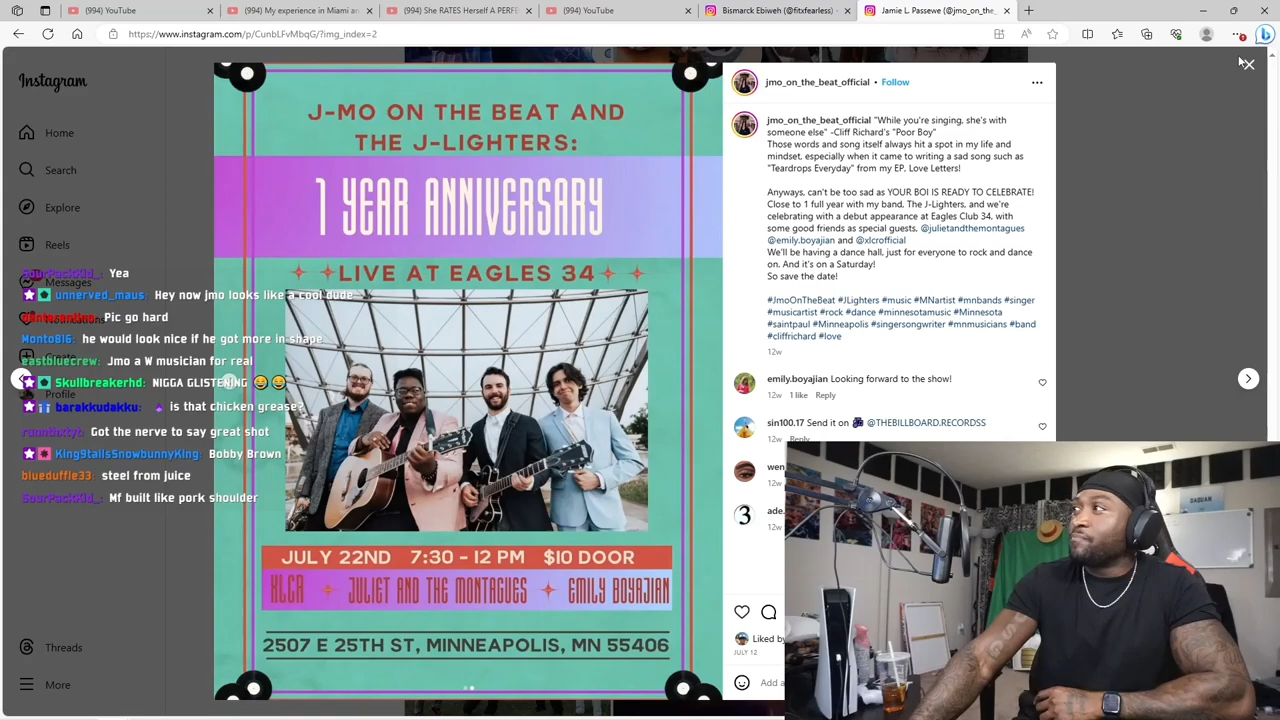 (994) YouTube
(994) My experience in Miami an
(994) She RATES Herself A PERFE
(994) YouTube
Bismarck Ebiweh (@fitxfearless)
Jamie L. Passewe (@jmo_on_the_
https://www.instagram.com/p/CunbLFvMbqG/?img_index=2
Instagram
Home
Search
Explore
Reels
Messages
Profile
Threads
More
SourPackKid_: Yea
unnerved_maus: Hey now jmo looks like a cool dude
Pic go hard
Monto816: he would look nice if he got more in shape
eastbluecrew: Jmo a W musician for real
Skullbreakerhd: NIGGA GLISTENING
barakkudakku: is that chicken grease?
Got the nerve to say great shot
King9tailsSnowbunnyKing: Bobby Brown
blueduffle33: steel from juice
SourPackKid_: Mf built like pork shoulder
J-MO ON THE BEAT AND
THE J-LIGHTERS:
1 YEAR ANNIVERSARY
LIVE AT EAGLES 34
JULY 22ND 7:30 - 12 PM $10 DOOR
XLCR JULIET AND THE MONTAGUES EMILY BOYAJIAN
2507 E 25TH ST, MINNEAPOLIS, MN 55406
jmo_on_the_beat_official • Follow
jmo_on_the_beat_official "While you're singing, she's with
someone else" -Cliff Richard's "Poor Boy"
Those words and song itself always hit a spot in my life and
mindset, especially when it came to writing a sad song such as
"Teardrops Everyday" from my EP, Love Letters!
Anyways, can't be too sad as YOUR BOI IS READY TO CELEBRATE!
Close to 1 full year with my band, The J-Lighters, and we're
celebrating with a debut appearance at Eagles Club 34, with
some good friends as special guests, @julietandthemontagues
@emily.boyajian and @xlcrofficial
We'll be having a dance hall, just for everyone to rock and dance
on. And it's on a Saturday!
So save the date!
#JmoOnTheBeat #JLighters #music #MNartist #mnbands #singer
#musicartist #rock #dance #minnesotamusic #Minnesota
#saintpaul #Minneapolis #singersongwriter #mnmusicians #band
#cliffrichard #love
12w
emily.boyajian Looking forward to the show!
12w 1 like Reply
sin100.17 Send it on @THEBILLBOARD.RECORDSS
12w Reply
wen
12w
ade.
12w
Liked by
JULY 12
Add a